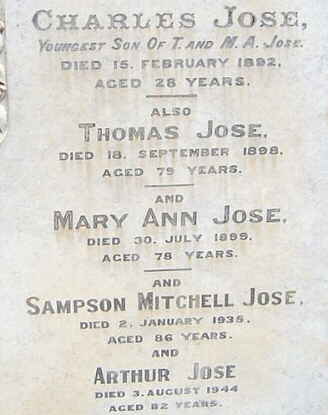 CHARLES JOSE,
YOUNGEST SON OF T. AND M. A. JOSE.
DIED 15. FEBRUARY 1892,
AGED 28 YEARS.
ALSO
THOMAS JOSE,
DIED 18. SEPTEMBER 1898.
AGED 79 YEARS.
AND
MARY ANN JOSE,
DIED 30. JULY 1899.
AGED 78 YEARS.
AND
SAMPSON MITCHELL JOSE,
DIED 2, JANUARY 1935.
AGED 86 YEARS.
AND
ARTHUR JOSE
DIED 3. AUGUST 1944
AGED 82 YEARS.